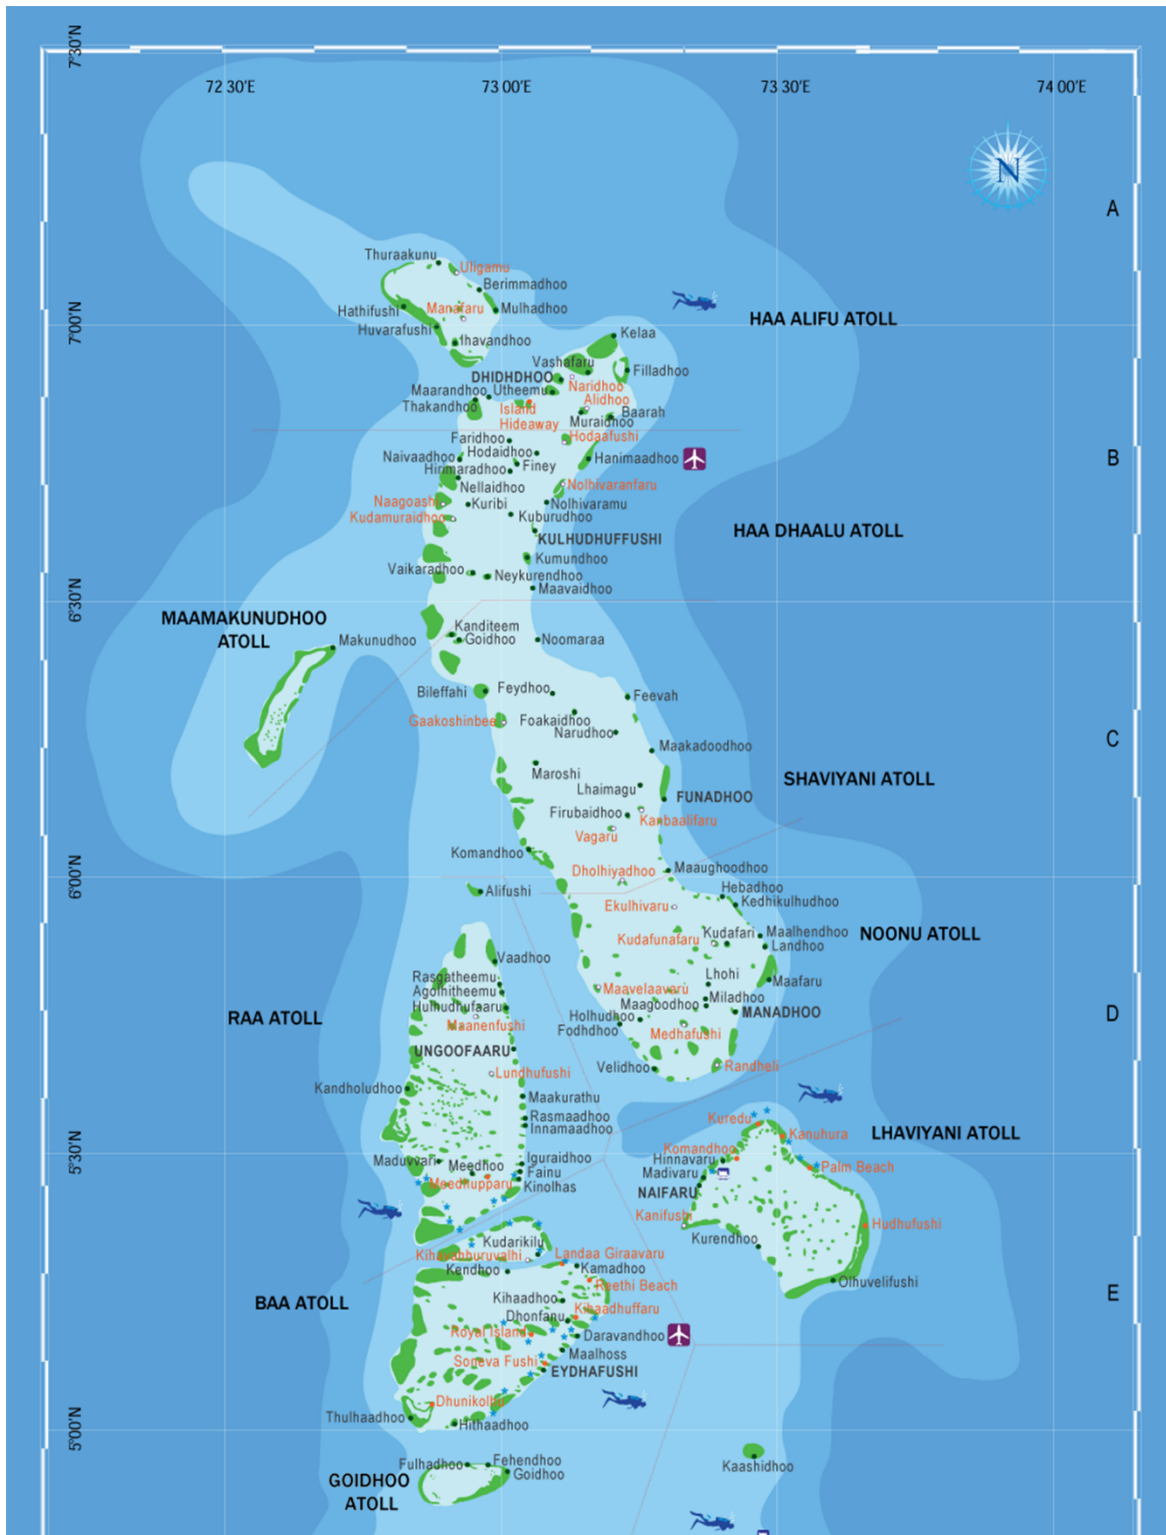 7°30'N
72 30'E
73 00'E
73 30'E
74 00'E
N
A
Thuraakunu
Uligamu
Berimmadhoo
Manafaru
Mulhadhoo
Hathifushi
Huvarafushi
Ihavandhoo
HAA ALIFU ATOLL
7°00'N
Kelaa
Vashafaru
Filladhoo
DHIDHDHOO
Naridhoo
Maarandhoo
Utheemu
Alidhoo
Thakandhoo
Island
Hideaway
Baarah
Muraidhoo
Hodaafushi
Faridhoo
Hodaidhoo
Naivaadhoo
Hanimaadhoo
B
Finey
Hirimaradhoo
Nellaidhoo
Nolhivaranfaru
Naagoashi
Kuribi
Nolhivaramu
Kudamuraidhoo
Kuburudhoo
KULHUDHUFFUSHI
HAA DHAALU ATOLL
Kumundhoo
Vaikaradhoo
Neykurendhoo
Maavaidhoo
6°30'N
MAAMAKUNUDHOO
ATOLL
Makunudhoo
Kanditeem
Goidhoo
Noomaraa
Bileffahi
Feydhoo
Feevah
Gaakoshinbee
Foakaidhoo
Narudhoo
Maakadoodhoo
C
Maroshi
SHAVIYANI ATOLL
Lhaimagu
FUNADHOO
Firubaidhoo
Kanbaalifaru
Vagaru
Komandhoo
Dholhiyadhoo
Maaughoodhoo
6°00'N
Alifushi
Hebadhoo
Kedhikulhudhoo
Ekulhivaru
Kudafari
Maalhendhoo
NOONU ATOLL
Kudafunafaru
Landhoo
Vaadhoo
Lhohi
Maafaru
Rasgatheemu
Agolhitheemu
Maavelaavaru
Hulhudhufaaru
Miladhoo
Maagoodhoo
MANADHOO
D
RAA ATOLL
Maanenfushi
Holhudhoo
Fodhdhoo
Medhafushi
UNGOOFAARU
Velidhoo
Randheli
Lundhufushi
Kandholudhoo
Maakurathu
Rasmaadhoo
Innamaadhoo
Kuredu
Kanuhura
LHAVIYANI ATOLL
5°30'N
Komandhoo
Hinnavaru
Maduvvari
Meedhoo
Iguraidhoo
Fainu
Madivaru
Palm Beach
Meedhupparu
Kinolhas
NAIFARU
Kanifushi
Hudhufushi
Kudarikilu
Kurendhoo
Kihavahhuruvalhi
Landaa Giraavaru
Kendhoo
Kamadhoo
Reethi Beach
Olhuvelifushi
E
BAA ATOLL
Kihaadhoo
Kihaadhuffaru
Dhonfanu
Royal Island
Daravandhoo
Maalhoss
Soneva Fushi
EYDHAFUSHI
Dhunikolhu
Thulhaadhoo
Hithaadhoo
5°00'N
Fulhadhoo
Fehendhoo
Goidhoo
Kaashidhoo
GOIDHOO
ATOLL